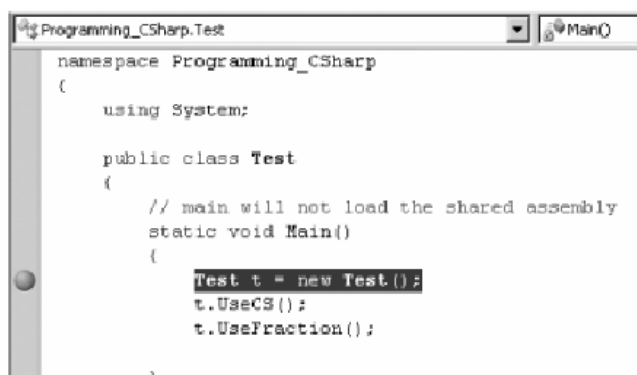 Programming_CSharp.Test Main()
namespace Programming_CSharp
{
using System;
public class Test
{
// main will not load the shared assembly
static void Main()
{
Test t = new Test();
t.UseCS();
t.UseFraction();
}